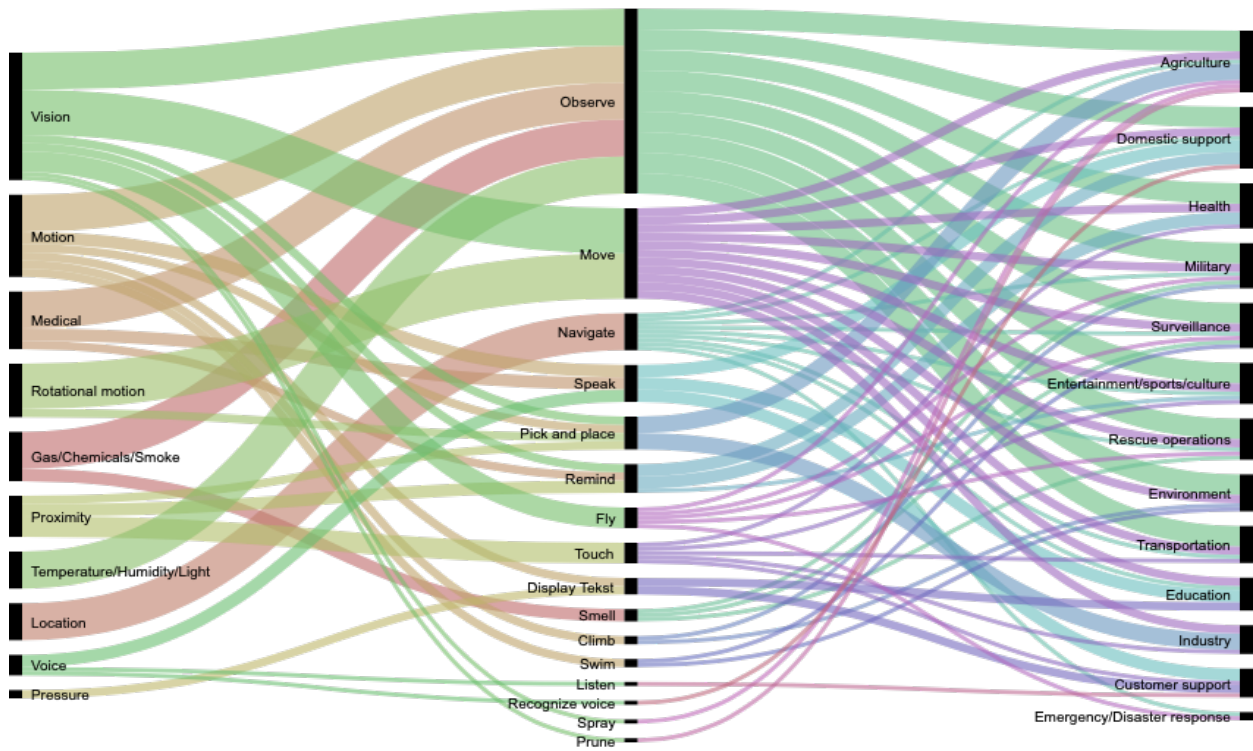 Vision
Motion
Medical
Rotational motion
Gas/Chemicals/Smoke
Proximity
Temperature/Humidity/Light
Location
Voice
Pressure
Observe
Move
Navigate
Speak
Pick and place
Remind
Fly
Touch
Display Tekst
Smell
Climb
Swim
Listen
Recognize voice
Spray
Prune
Agriculture
Domestic support
Health
Military
Surveillance
Entertainment/sports/culture
Rescue operations
Environment
Transportation
Education
Industry
Customer support
Emergency/Disaster response